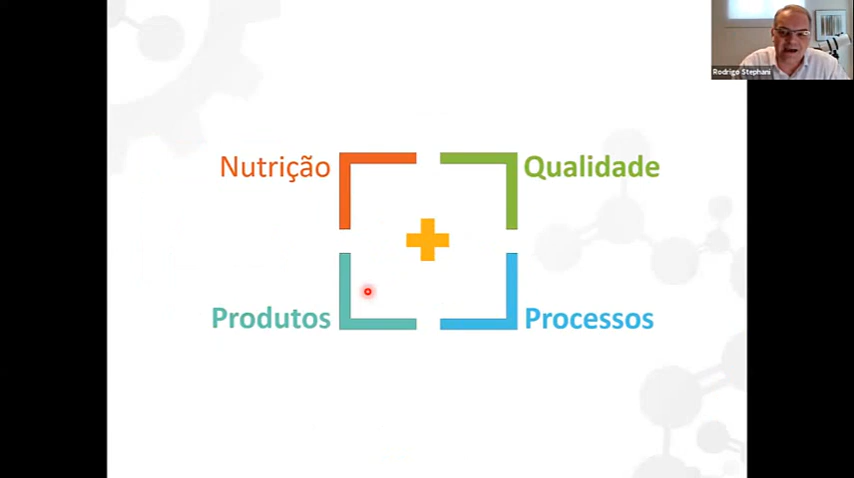 Rodrigo Stephani
Nutrição
Qualidade
Produtos
Processos